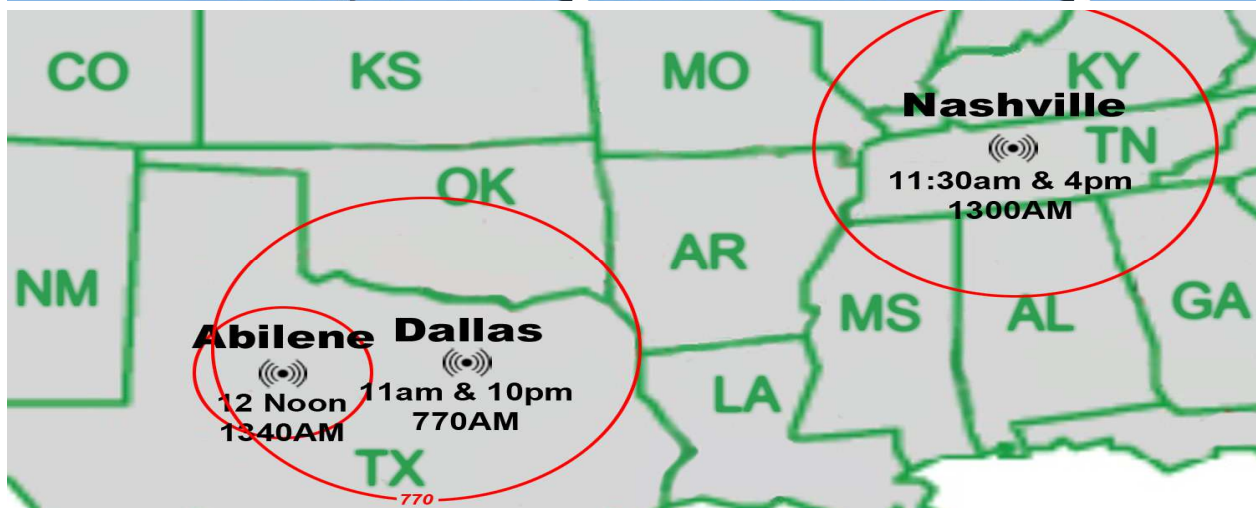 CO
KS
MO
KY
Nashville
TN
11:30am & 4pm
1300AM
OK
AR
NM
MS
AL
GA
Abilene
12 Noon
1340AM
Dallas
11am & 10pm
770AM
LA
TX
770